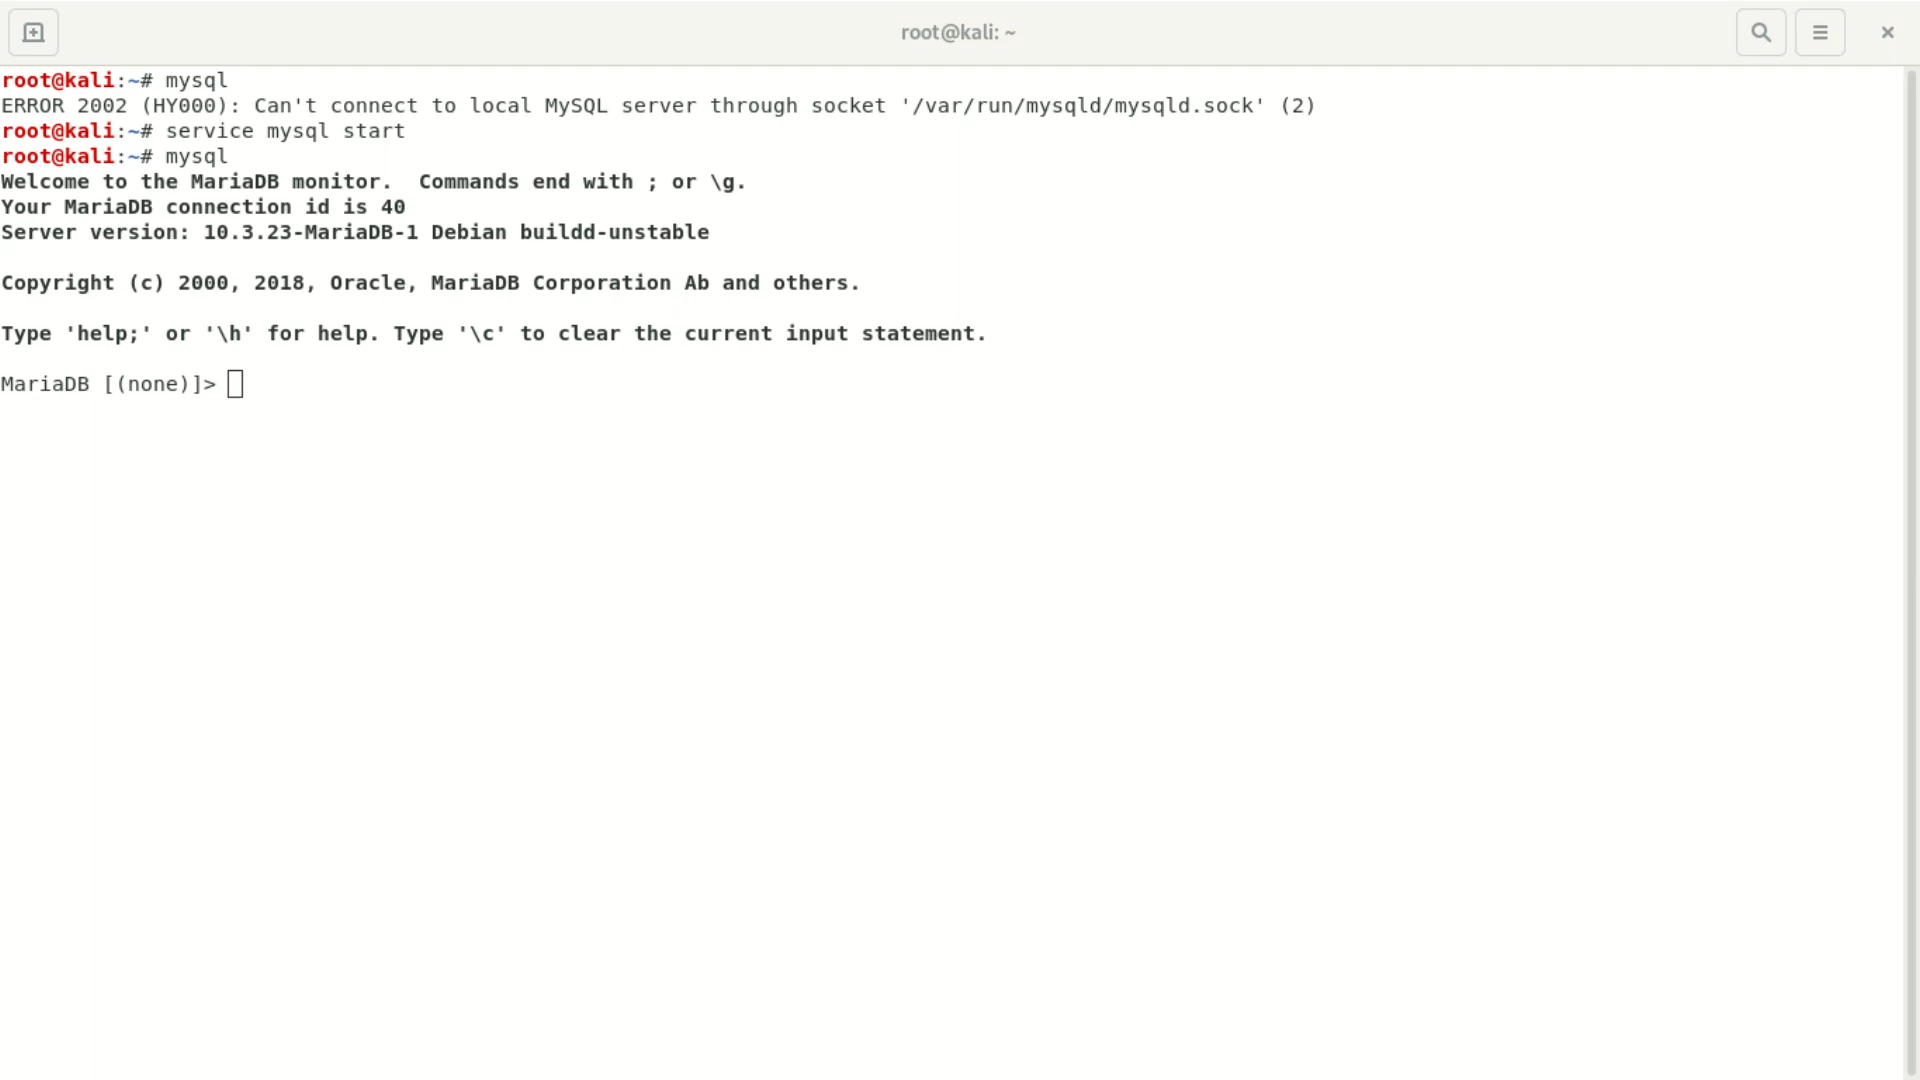 root@kali: ~
root@kali:~# mysql
ERROR 2002 (HY000): Can't connect to local MySQL server through socket '/var/run/mysqld/mysqld.sock' (2)
root@kali:~# service mysql start
root@kali:~# mysql
Welcome to the MariaDB monitor.  Commands end with ; or \g.
Your MariaDB connection id is 40
Server version: 10.3.23-MariaDB-1 Debian buildd-unstable
Copyright (c) 2000, 2018, Oracle, MariaDB Corporation Ab and others.
Type 'help;' or '\h' for help. Type '\c' to clear the current input statement.
MariaDB [(none)]>